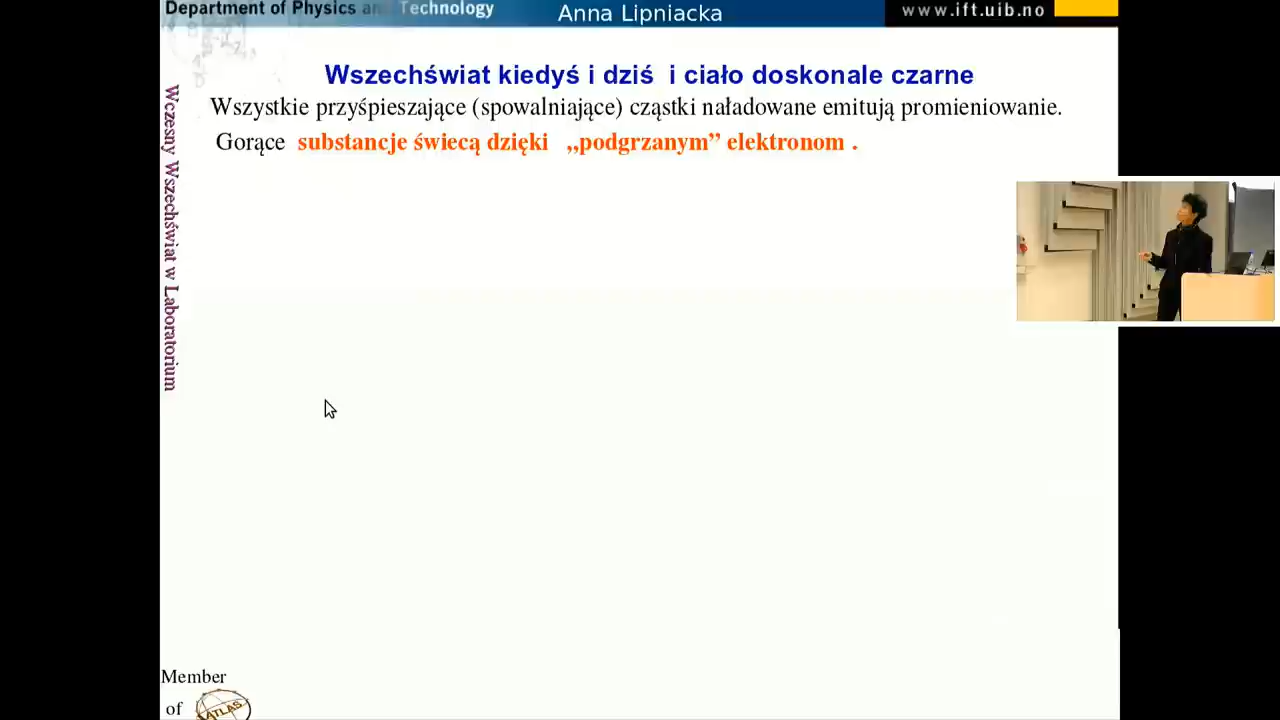 Department of Physics and Technology
Anna Lipniacka
www.ift.uib.no
Wszechświat kiedyś i dziś i ciało doskonale czarne
Wszystkie przyśpieszające (spowalniające) cząstki naładowane emitują promieniowanie.
Gorące substancje świecą dzięki „podgrzanym” elektronom .
Wczesny Wszechświat w Laboratorium
Member
of
ATLAS